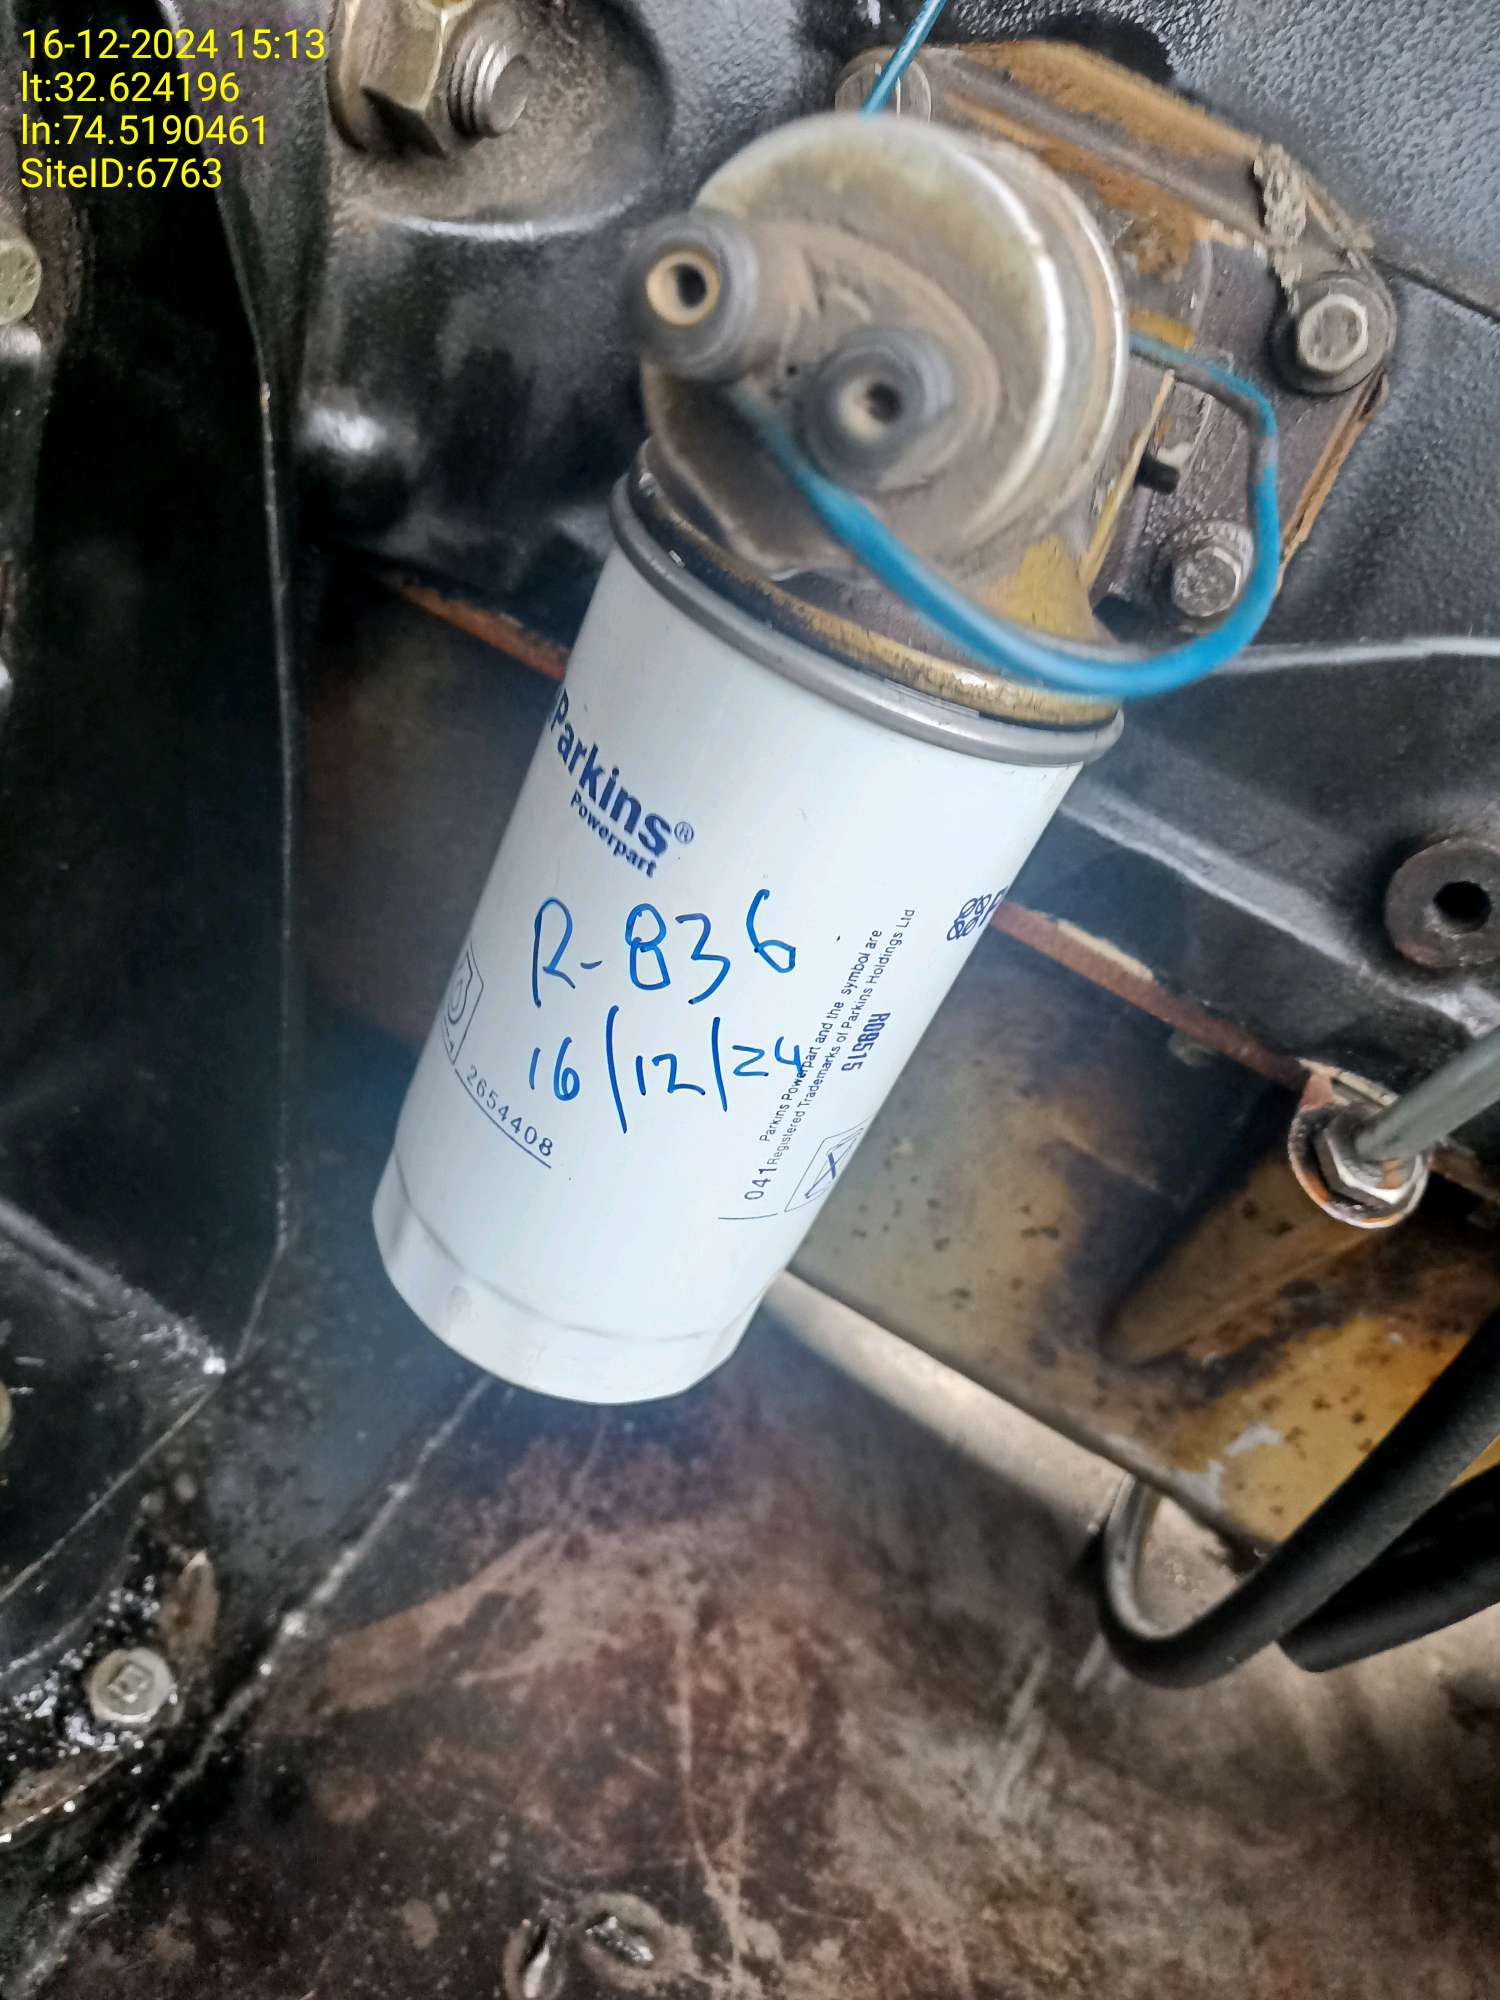 16-12-2024 15:13
lt:32.624196
ln:74.5190461
SiteID:6763
Parkins®
Powerpart
R-836
16/12/24
2654408
041
Parkins Powerpart and the symbol are
Registered Trademarks of Parkins Holdings Ltd
R09515